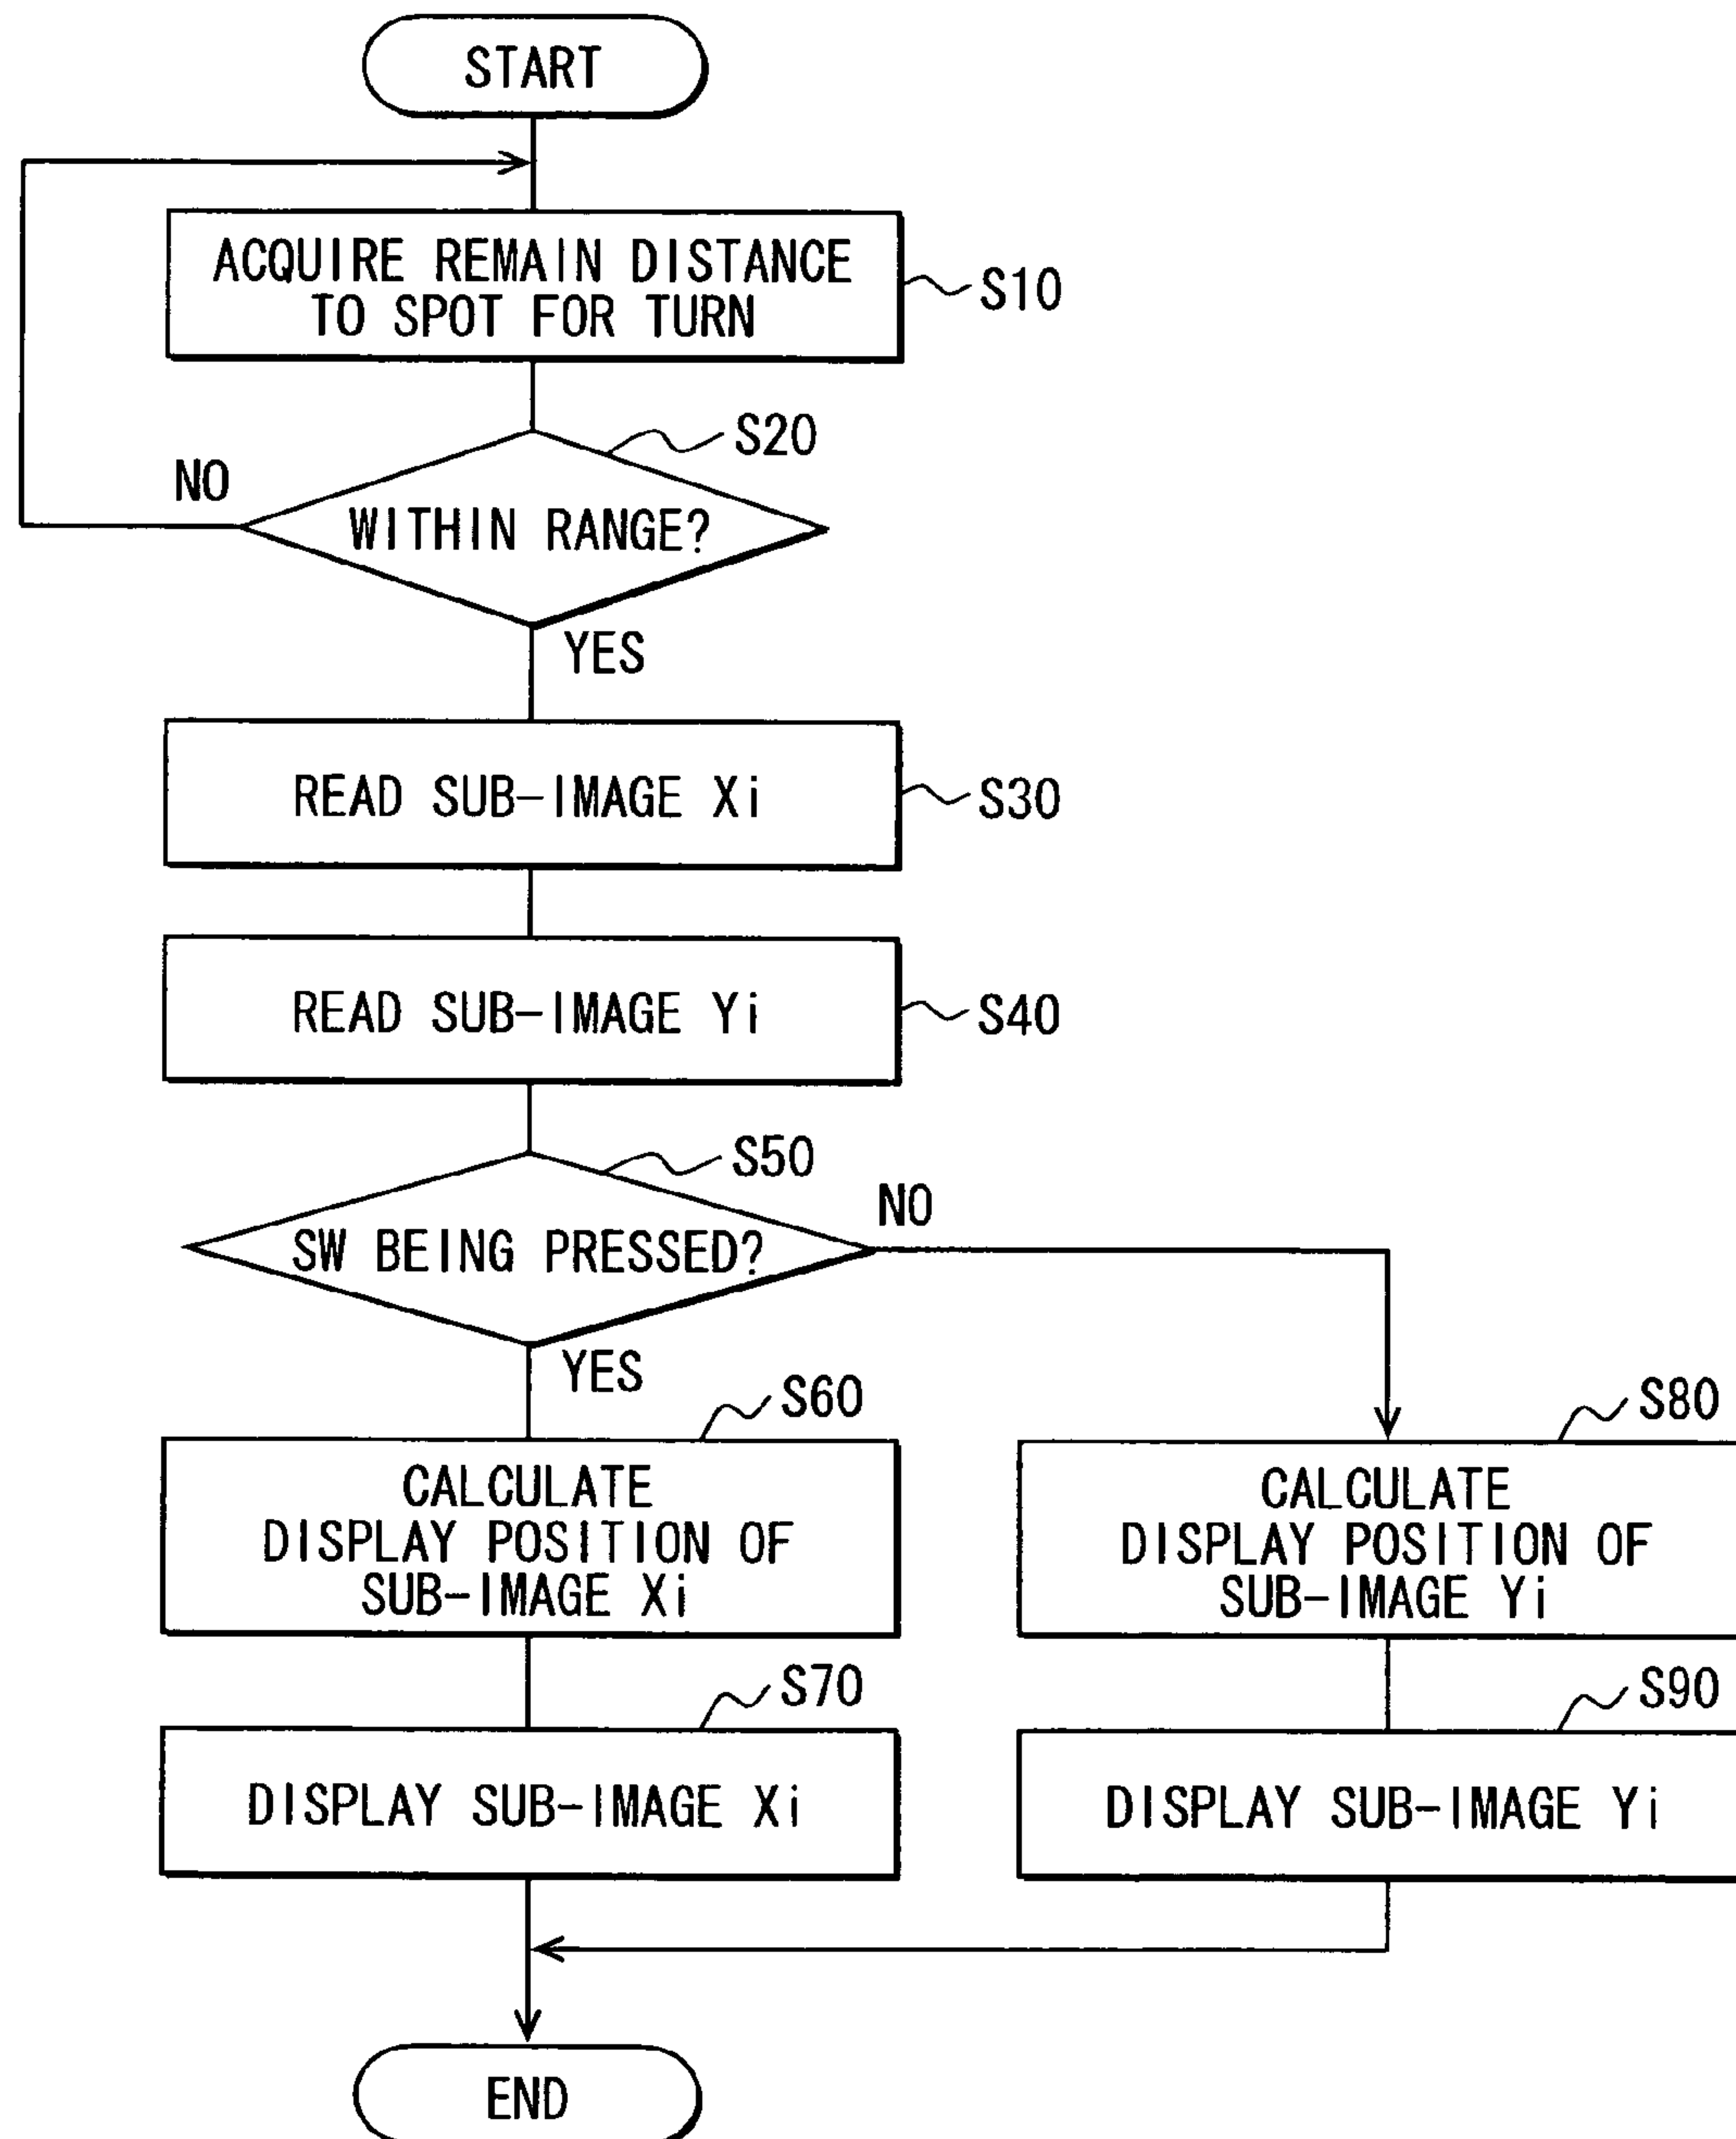 START
ACQUIRE REMAIN DISTANCE
TO SPOT FOR TURN
S10
S20
NO
WITHIN RANGE?
YES
READ SUB-IMAGE Xi
S30
READ SUB-IMAGE Yi
S40
S50
NO
SW BEING PRESSED?
YES
S60
CALCULATE
DISPLAY POSITION OF
SUB-IMAGE Xi
S80
CALCULATE
DISPLAY POSITION OF
SUB-IMAGE Yi
S70
DISPLAY SUB-IMAGE Xi
S90
DISPLAY SUB-IMAGE Yi
END